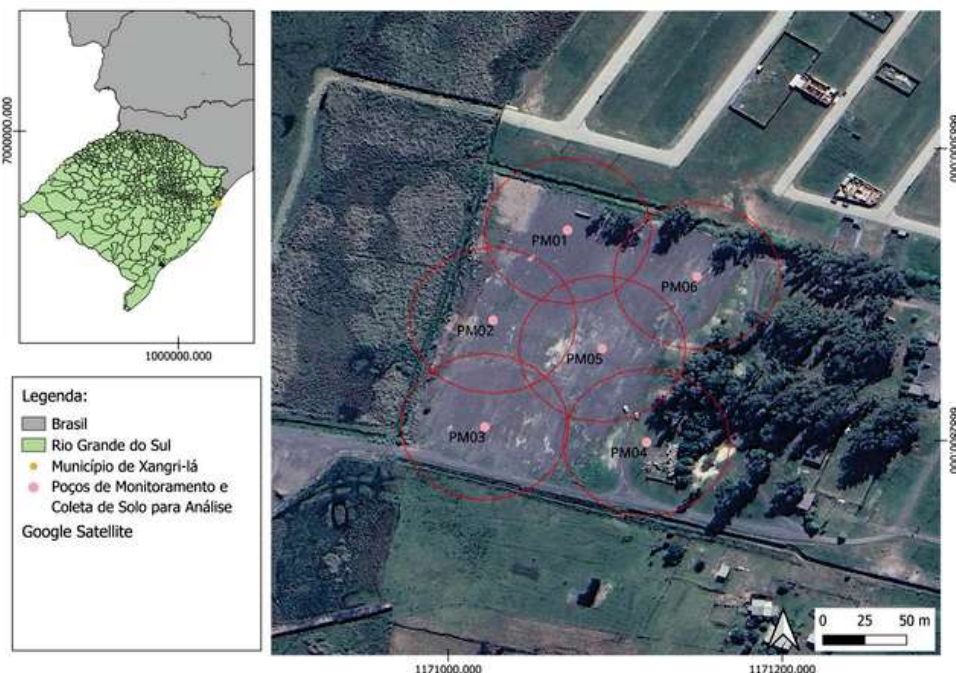 7000000.000
1000000.000
Legenda:
Brasil
Rio Grande do Sul
Município de Xangri-lá
Poços de Monitoramento e
Coleta de Solo para Análise
Google Satellite
PM01
PM06
PM02
PM05
PM03
PM04
0 25 50 m
1171000.000
1171200.000